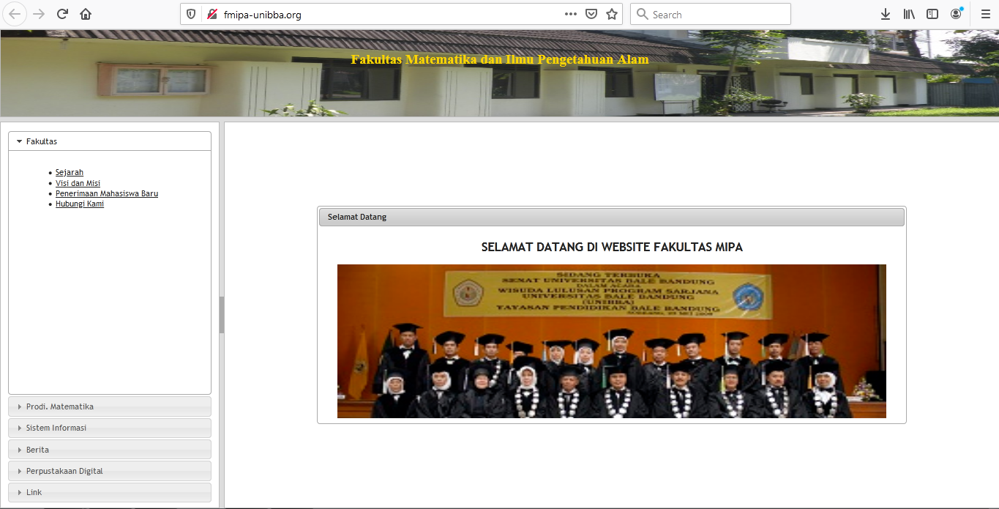 fmipa-unibba.org
Search
Fakultas Matematika dan Ilmu Pengetahuan Alam
Fakultas
Sejarah
Visi dan Misi
Penerimaan Mahasiswa Baru
Hubungi Kami
Prodi. Matematika
Sistem Informasi
Berita
Perpustakaan Digital
Link
Selamat Datang
SELAMAT DATANG DI WEBSITE FAKULTAS MIPA
SIDANG TERBUKA
SENAT UNIVERSITAS BALE BANDUNG
DALAM ACARA
WISUDA LULUSAN PROGRAM SARJANA
UNIVERSITAS BALE BANDUNG
(UNIBBA)
YAYASAN PENDIDIKAN BALE BANDUNG